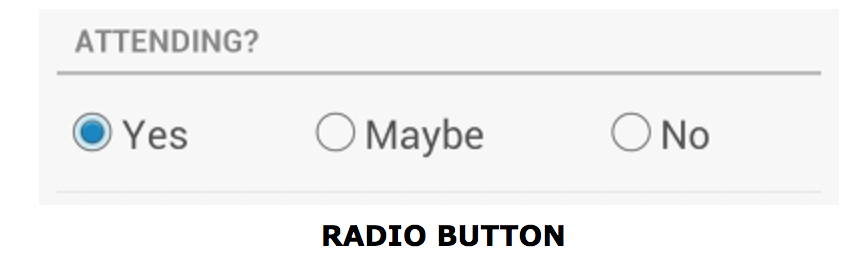 ATTENDING?
Yes Maybe No
RADIO BUTTON